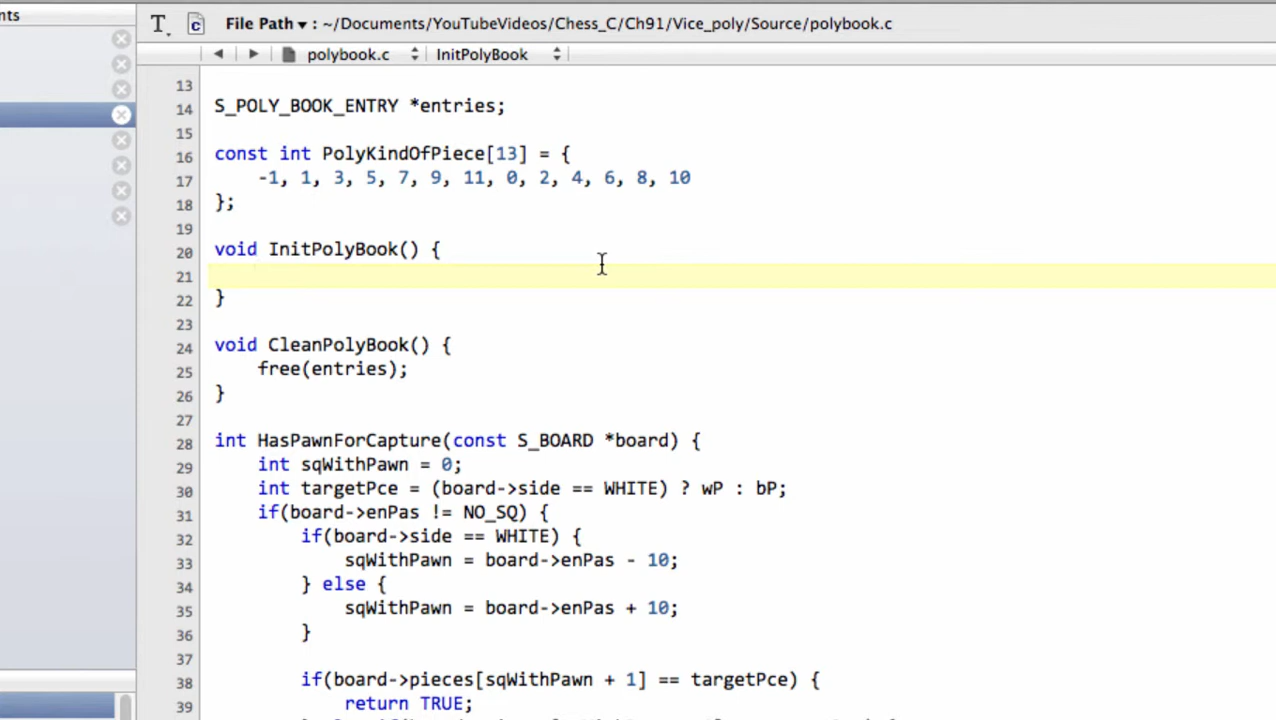 nts
T File Path ▾ : ~/Documents/YouTubeVideos/Chess_C/Ch91/Vice_poly/Source/polybook.c
polybook.c InitPolyBook
13
14 S_POLY_BOOK_ENTRY *entries;
15
16 const int PolyKindOfPiece[13] = {
17 -1, 1, 3, 5, 7, 9, 11, 0, 2, 4, 6, 8, 10
18 };
19
20 void InitPolyBook() {
21
22 }
23
24 void CleanPolyBook() {
25 free(entries);
26 }
27
28 int HasPawnForCapture(const S_BOARD *board) {
29 int sqWithPawn = 0;
30 int targetPce = (board->side == WHITE) ? wP : bP;
31 if(board->enPas != NO_SQ) {
32 if(board->side == WHITE) {
33 sqWithPawn = board->enPas - 10;
34 } else {
35 sqWithPawn = board->enPas + 10;
36 }
37
38 if(board->pieces[sqWithPawn + 1] == targetPce) {
39 return TRUE;